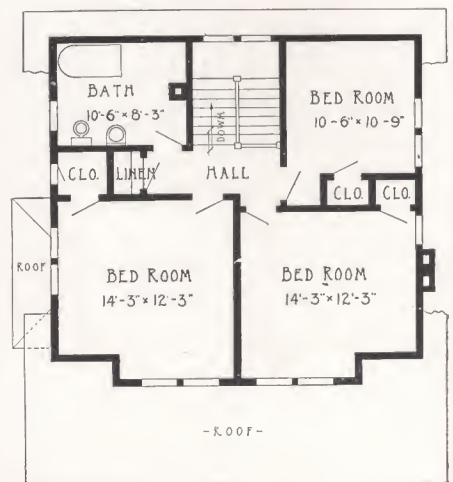 BATH
10'-6" × 8'-3"
DOWN
BED ROOM
10-6" × 10-9"
CLO.
LINEN
HALL
CLO.
CLO.
ROOF
BED ROOM
14'-3" × 12'-3"
BED ROOM
14'-3" × 12'-3"
-ROOF-